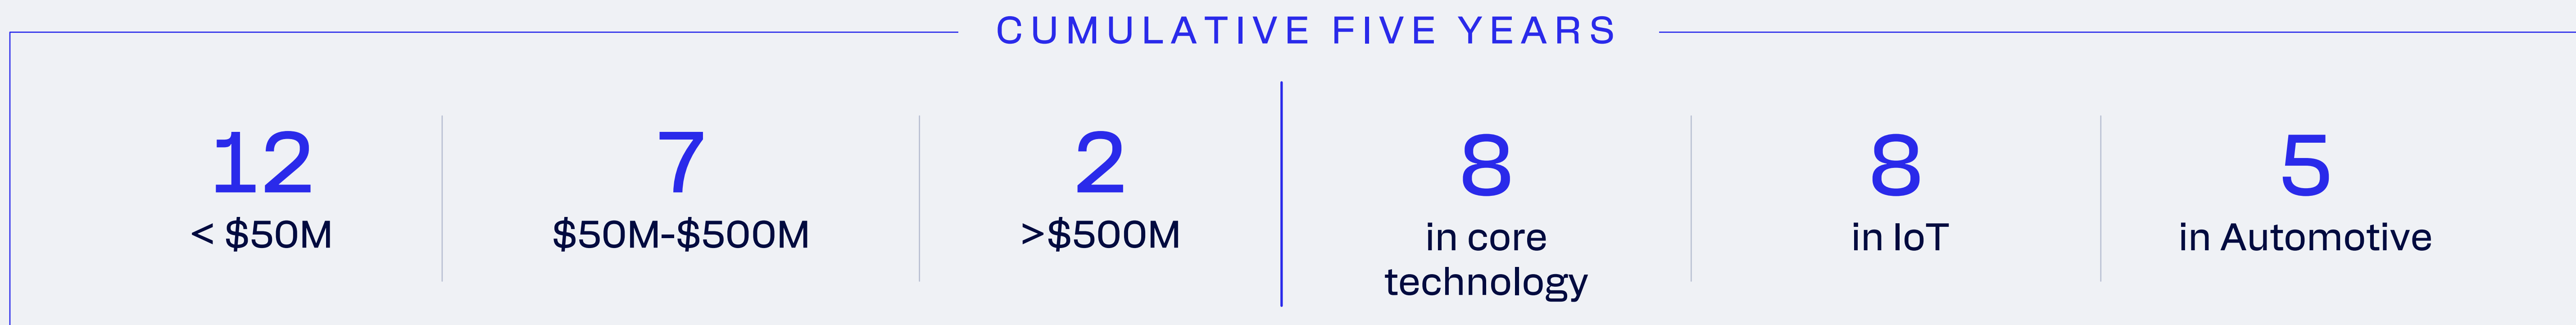 CUMULATIVE FIVE YEARS
12
< $50M
7
$50M-$500M
2
>$500M
8
in core
technology
8
in IoT
5
in Automotive